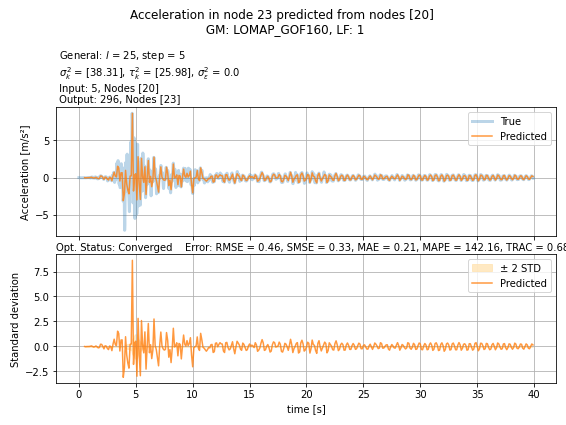 Acceleration in node 23 predicted from nodes [20]
GM: LOMAP_GOF160, LF: 1
General: l = 25, step = 5
σ²ₖ = [38.31], τ²ₖ = [25.98], σ²ε = 0.0
Input: 5, Nodes [20]
Output: 296, Nodes [23]
Acceleration [m/s²]
5
0
−5
True
Predicted
Opt. Status: Converged    Error: RMSE = 0.46, SMSE = 0.33, MAE = 0.21, MAPE = 142.16, TRAC = 0.68
Standard deviation
7.5
5.0
2.5
0.0
−2.5
± 2 STD
Predicted
0 5 10 15 20 25 30 35 40
time [s]